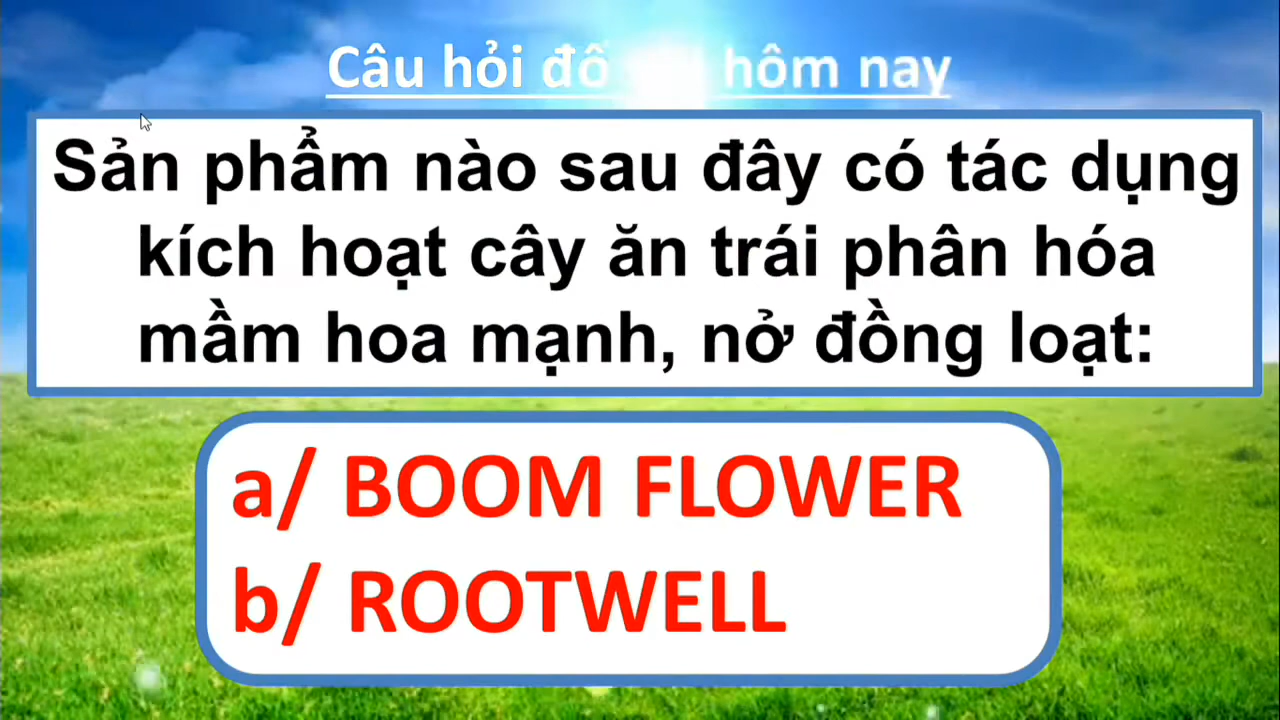 Câu hỏi đố hôm nay
Sản phẩm nào sau đây có tác dụng
kích hoạt cây ăn trái phân hóa
mầm hoa mạnh, nở đồng loạt:
a/ BOOM FLOWER
b/ ROOTWELL